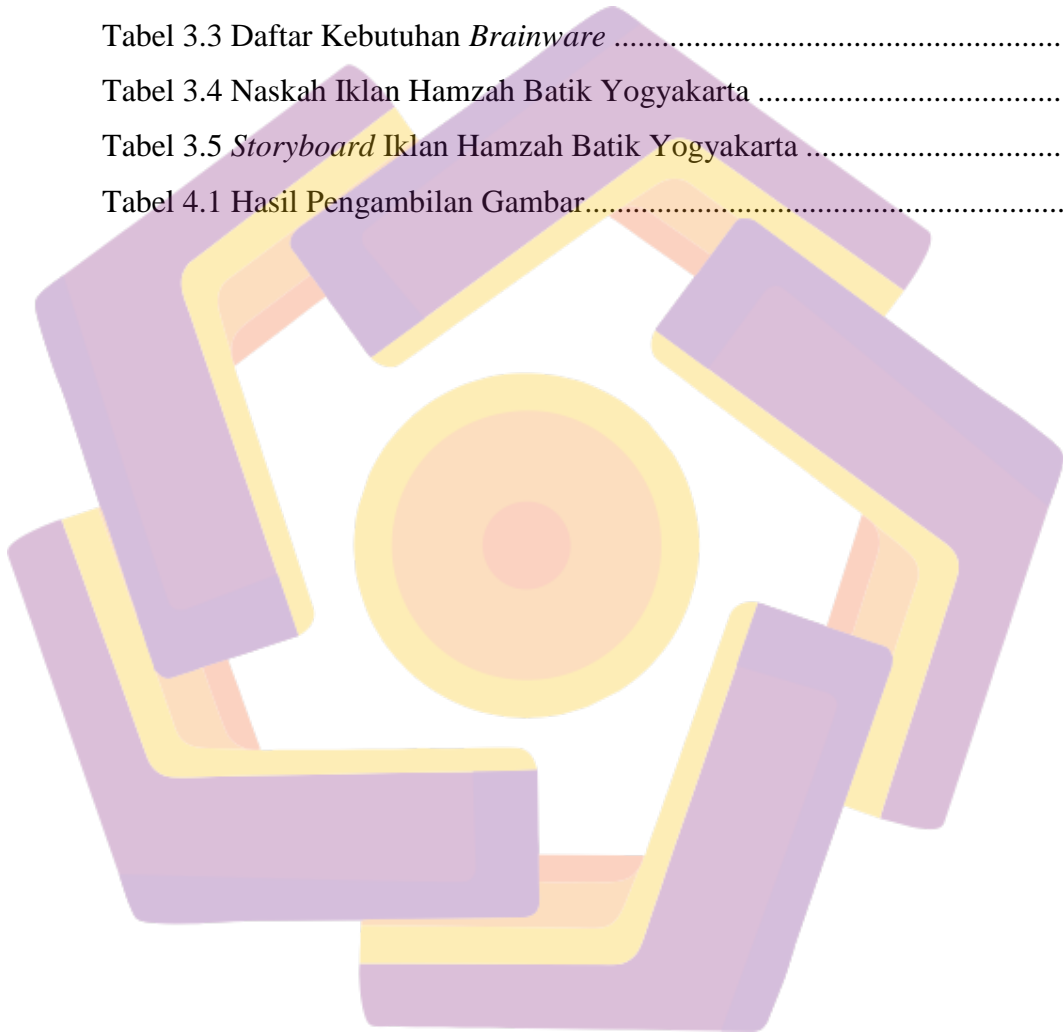 Tabel 3.3 Daftar Kebutuhan Brainware ........................................................
Tabel 3.4 Naskah Iklan Hamzah Batik Yogyakarta ......................................
Tabel 3.5 Storyboard Iklan Hamzah Batik Yogyakarta ................................
Tabel 4.1 Hasil Pengambilan Gambar............................................................